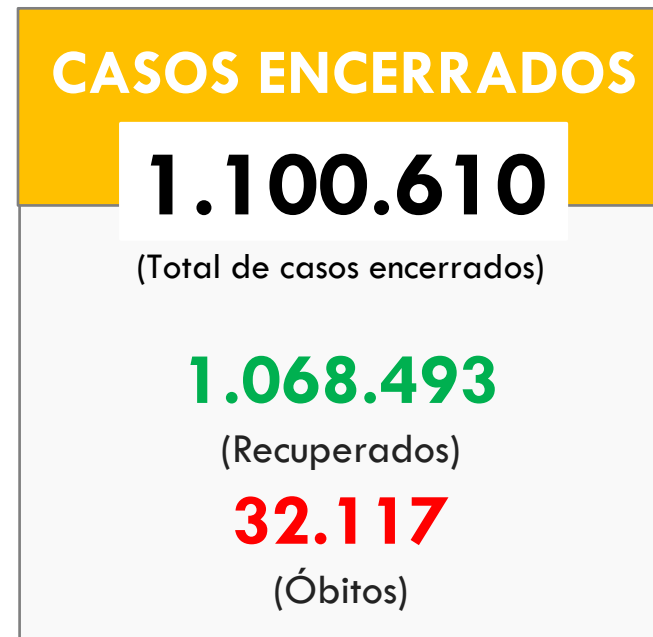 CASOS ENCERRADOS
1.100.610
(Total de casos encerrados)
1.068.493
(Recuperados)
32.117
(Óbitos)